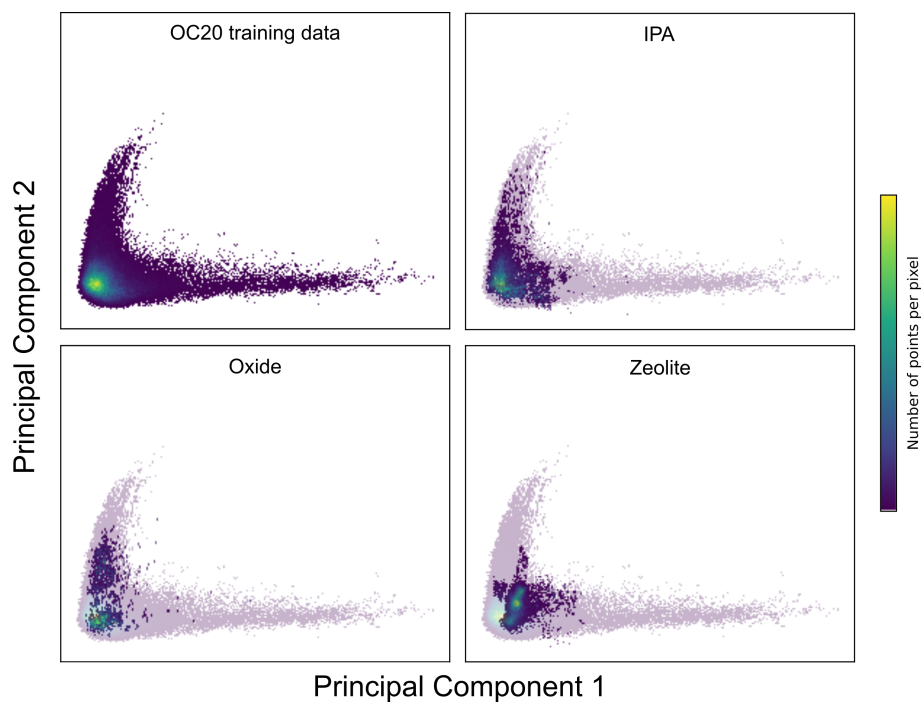 OC20 training data
IPA
Principal Component 2
Number of points per pixel
Oxide
Zeolite
Principal Component 1